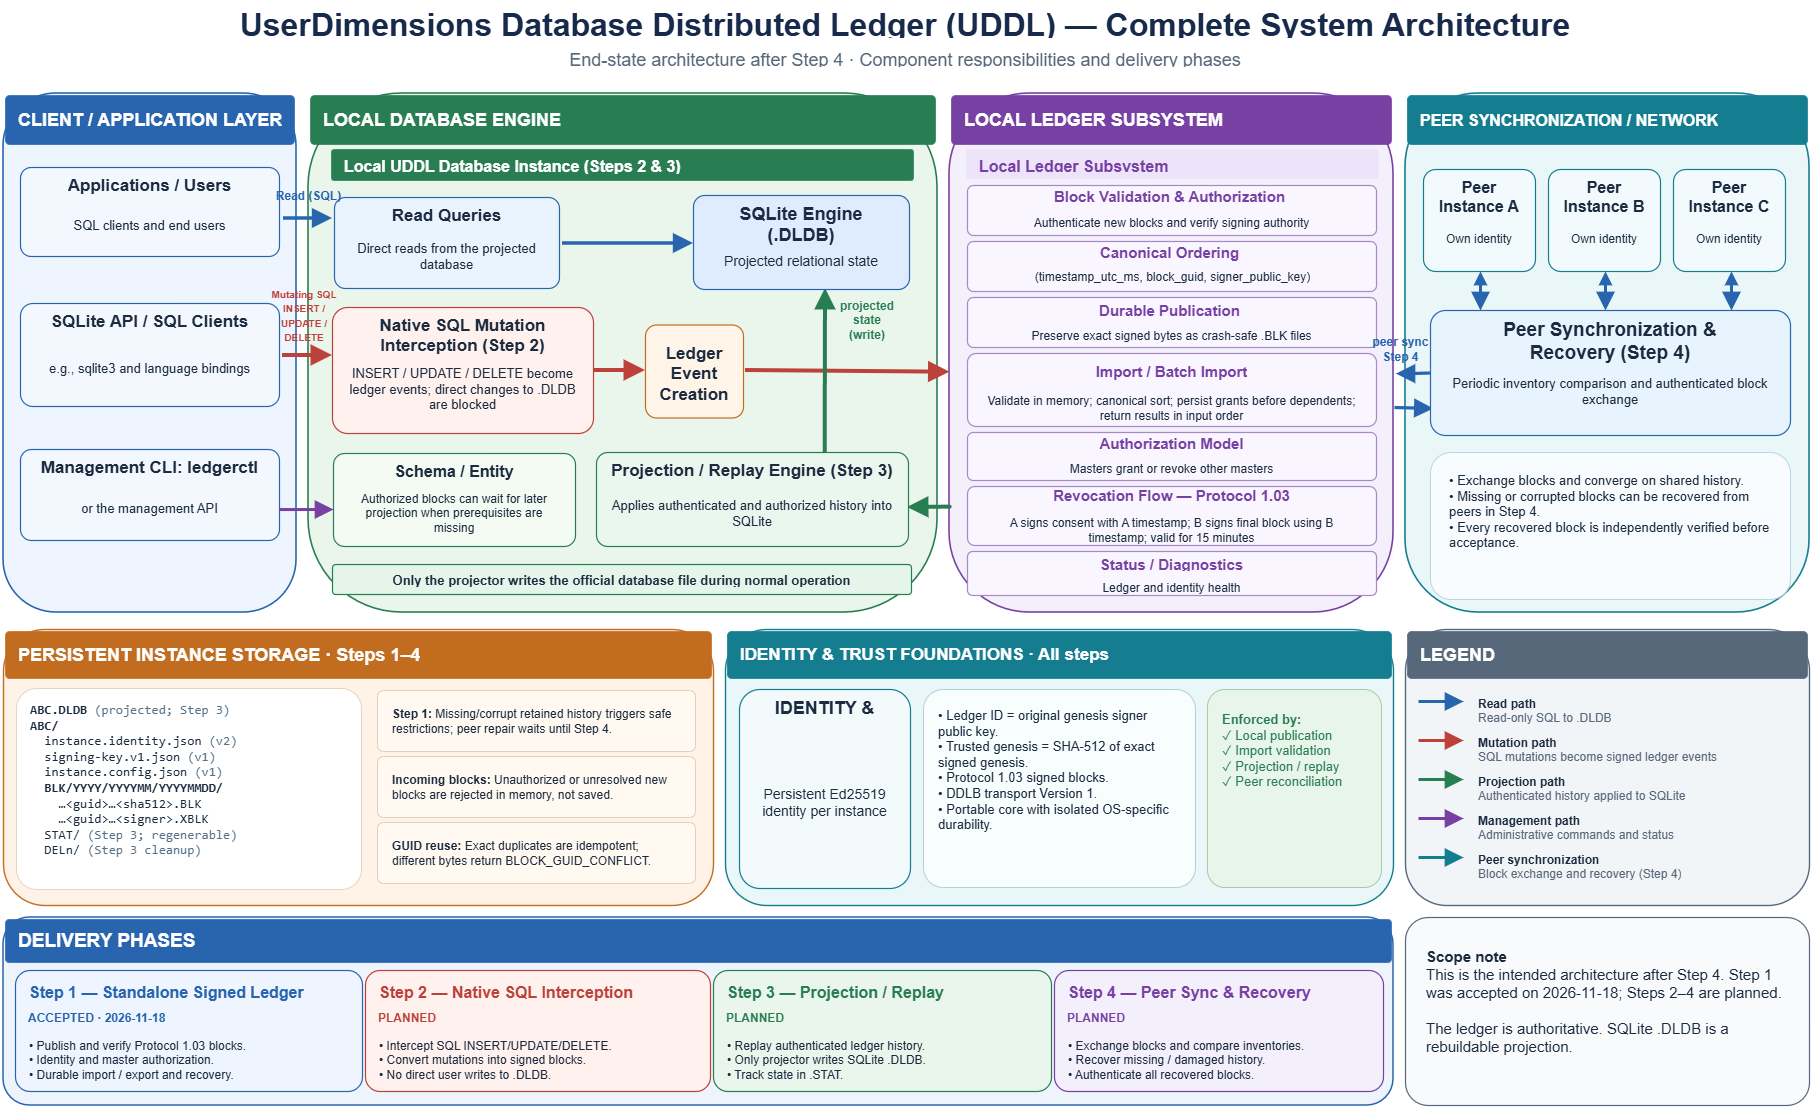 UserDimensions Database Distributed Ledger (UDDL) — Complete System Architecture
End-state architecture after Step 4 · Component responsibilities and delivery phases
CLIENT / APPLICATION LAYER
Applications / Users
SQL clients and end users
SQLite API / SQL Clients
e.g., sqlite3 and language bindings
Management CLI: ledgerctl
or the management API
Read (SQL)
Mutating SQL
INSERT /
UPDATE /
DELETE
LOCAL DATABASE ENGINE
Local UDDL Database Instance (Steps 2 & 3)
Read Queries
Direct reads from the projected
database
SQLite Engine
(.DLDB)
Projected relational state
Native SQL Mutation
Interception (Step 2)
INSERT / UPDATE / DELETE become
ledger events; direct changes to .DLDB
are blocked
Ledger
Event
Creation
projected
state
(write)
Schema / Entity
Authorized blocks can wait for later
projection when prerequisites are
missing
Projection / Replay Engine (Step 3)
Applies authenticated and authorized history into
SQLite
Only the projector writes the official database file during normal operation
LOCAL LEDGER SUBSYSTEM
Local Ledger Subsystem
Block Validation & Authorization
Authenticate new blocks and verify signing authority
Canonical Ordering
(timestamp_utc_ms, block_guid, signer_public_key)
Durable Publication
Preserve exact signed bytes as crash-safe .BLK files
Import / Batch Import
Validate in memory; canonical sort; persist grants before dependents;
return results in input order
Authorization Model
Masters grant or revoke other masters
Revocation Flow — Protocol 1.03
A signs consent with A timestamp; B signs final block using B
timestamp; valid for 15 minutes
Status / Diagnostics
Ledger and identity health
peer sync
Step 4
PEER SYNCHRONIZATION / NETWORK
Peer
Instance A
Own identity
Peer
Instance B
Own identity
Peer
Instance C
Own identity
Peer Synchronization &
Recovery (Step 4)
Periodic inventory comparison and authenticated block
exchange
• Exchange blocks and converge on shared history.
• Missing or corrupted blocks can be recovered from
peers in Step 4.
• Every recovered block is independently verified before
acceptance.
PERSISTENT INSTANCE STORAGE · Steps 1–4
ABC.DLDB (projected; Step 3)
ABC/
instance.identity.json (v2)
signing-key.v1.json (v1)
instance.config.json (v1)
BLK/YYYY/YYYYMM/YYYYMMDD/
…<guid>…<sha512>.BLK
…<guid>…<signer>.XBLK
STAT/ (Step 3; regenerable)
DELn/ (Step 3 cleanup)
Step 1: Missing/corrupt retained history triggers safe
restrictions; peer repair waits until Step 4.
Incoming blocks: Unauthorized or unresolved new
blocks are rejected in memory, not saved.
GUID reuse: Exact duplicates are idempotent;
different bytes return BLOCK_GUID_CONFLICT.
IDENTITY & TRUST FOUNDATIONS · All steps
IDENTITY &
Persistent Ed25519
identity per instance
• Ledger ID = original genesis signer
public key.
• Trusted genesis = SHA-512 of exact
signed genesis.
• Protocol 1.03 signed blocks.
• DDLB transport Version 1.
• Portable core with isolated OS-specific
durability.
Enforced by:
✓ Local publication
✓ Import validation
✓ Projection / replay
✓ Peer reconciliation
LEGEND
Read path
Read-only SQL to .DLDB
Mutation path
SQL mutations become signed ledger events
Projection path
Authenticated history applied to SQLite
Management path
Administrative commands and status
Peer synchronization
Block exchange and recovery (Step 4)
DELIVERY PHASES
Step 1 — Standalone Signed Ledger
ACCEPTED · 2026-11-18
• Publish and verify Protocol 1.03 blocks.
• Identity and master authorization.
• Durable import / export and recovery.
Step 2 — Native SQL Interception
PLANNED
• Intercept SQL INSERT/UPDATE/DELETE.
• Convert mutations into signed blocks.
• No direct user writes to .DLDB.
Step 3 — Projection / Replay
PLANNED
• Replay authenticated ledger history.
• Only projector writes SQLite .DLDB.
• Track state in .STAT.
Step 4 — Peer Sync & Recovery
PLANNED
• Exchange blocks and compare inventories.
• Recover missing / damaged history.
• Authenticate all recovered blocks.
Scope note
This is the intended architecture after Step 4. Step 1
was accepted on 2026-11-18; Steps 2–4 are planned.
The ledger is authoritative. SQLite .DLDB is a
rebuildable projection.